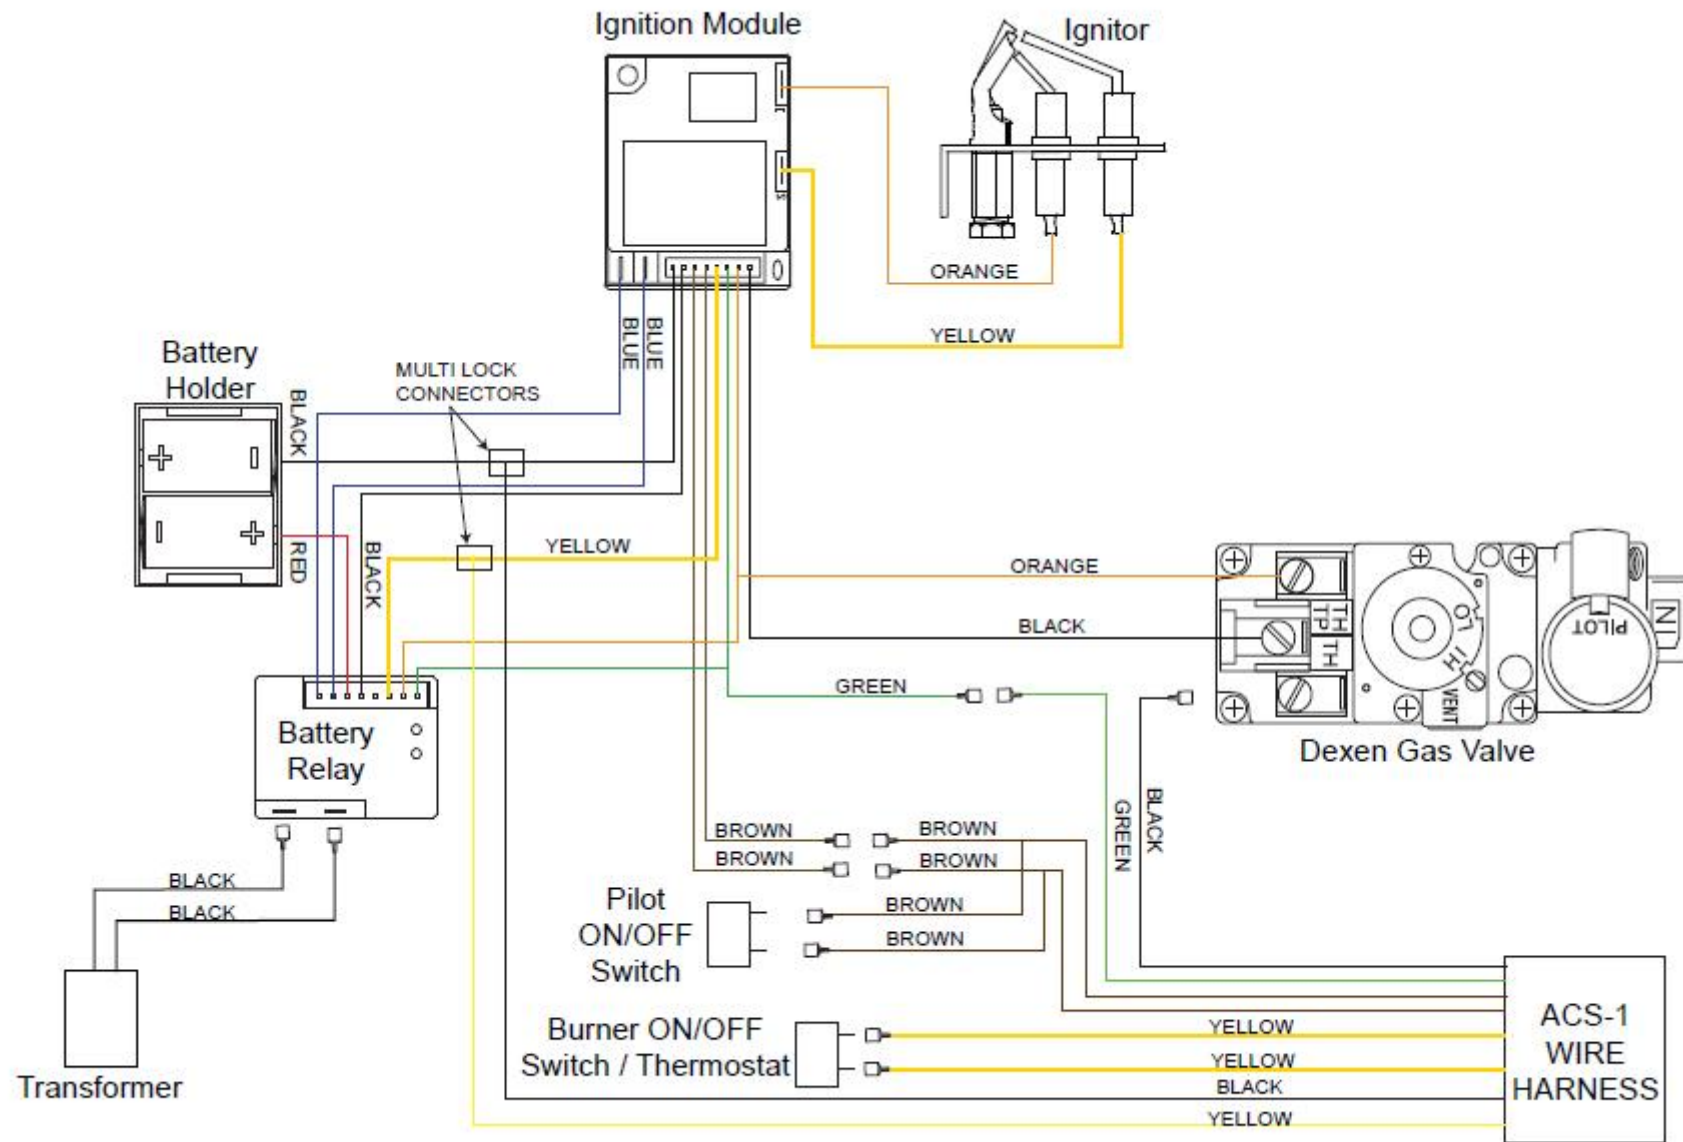 Ignition Module
Ignitor
ORANGE
YELLOW
BLUE
BLUE
Battery
Holder
BLACK
MULTI LOCK
CONNECTORS
RED
BLACK
YELLOW
ORANGE
BLACK
TH
TP
TH
LO
HI
PILOT
IN
VENT
GREEN
Dexen Gas Valve
Battery
Relay
BLACK
GREEN
BROWN
BROWN
BROWN
BROWN
BLACK
BLACK
Pilot
ON/OFF
Switch
BROWN
BROWN
Burner ON/OFF
Switch / Thermostat
YELLOW
YELLOW
BLACK
YELLOW
ACS-1
WIRE
HARNESS
Transformer